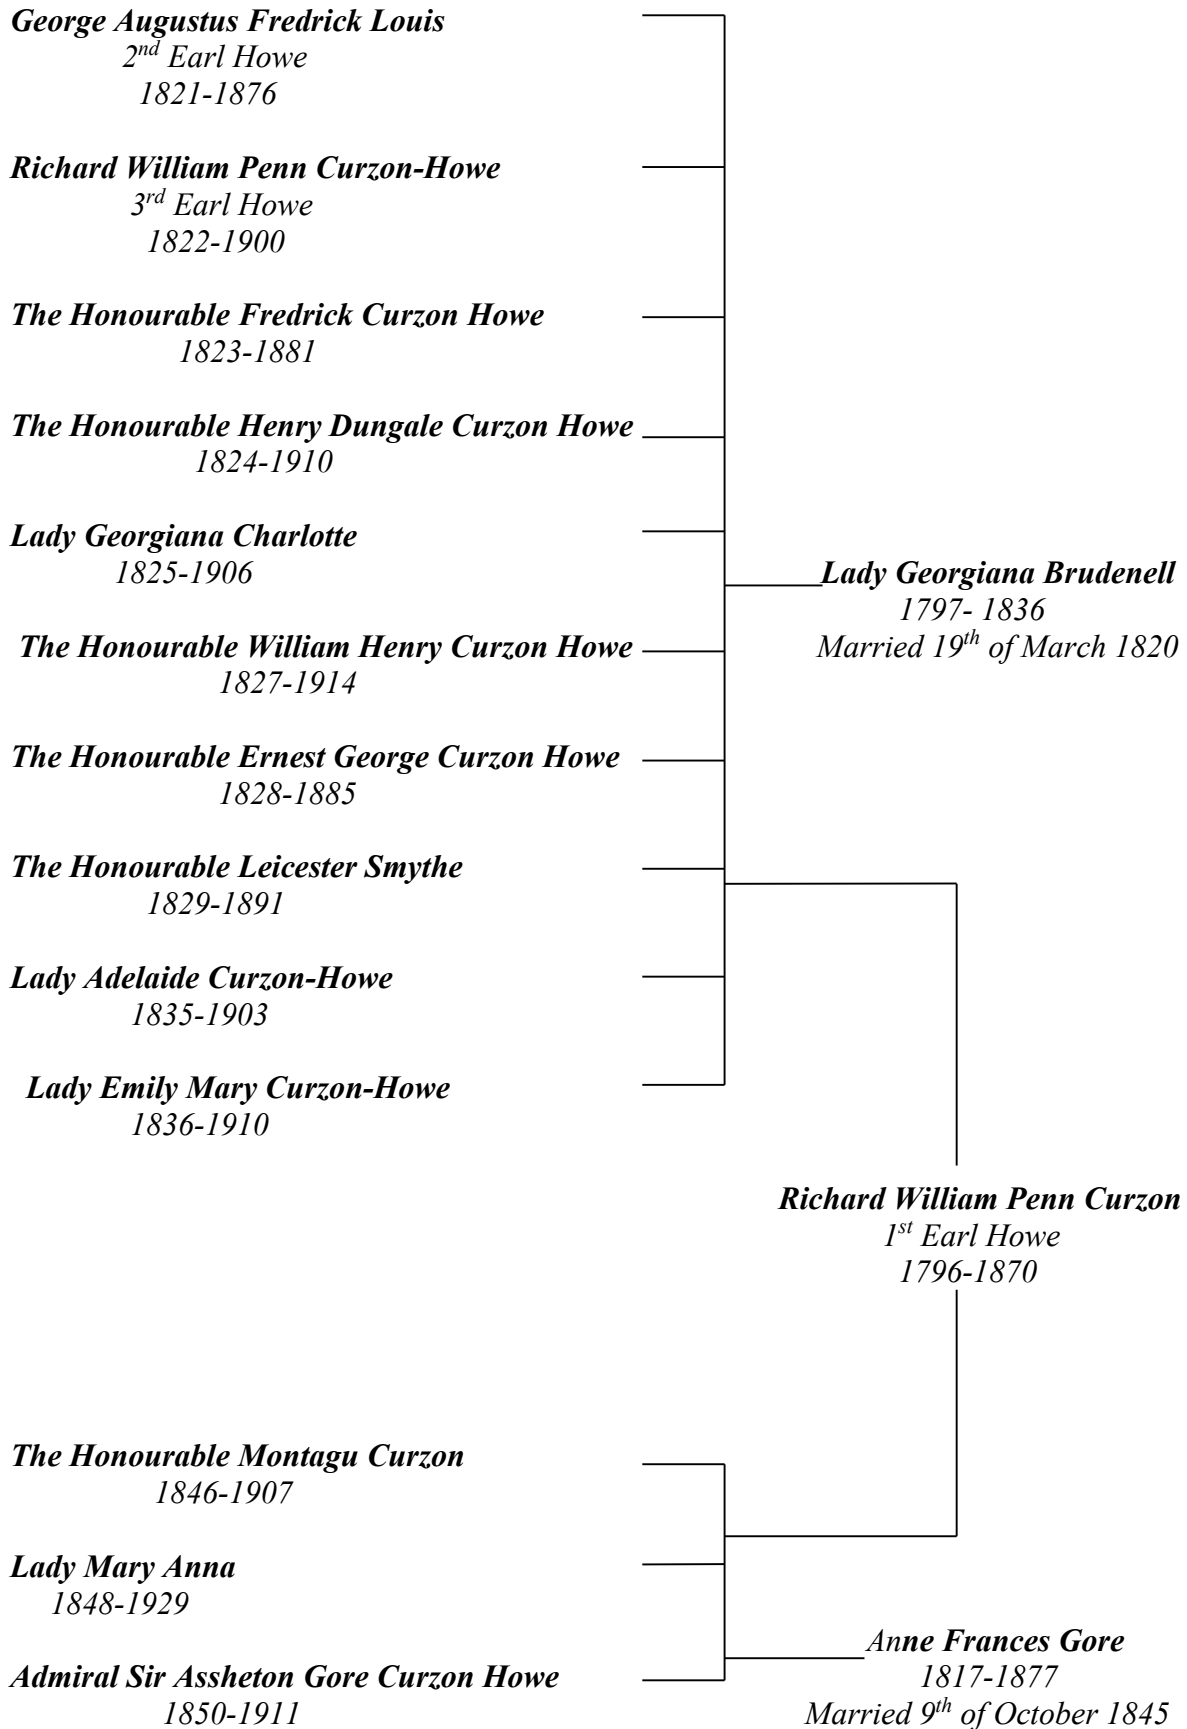 George Augustus Fredrick Louis
2nd Earl Howe
1821-1876
Richard William Penn Curzon-Howe
3rd Earl Howe
1822-1900
The Honourable Fredrick Curzon Howe
1823-1881
The Honourable Henry Dungale Curzon Howe
1824-1910
Lady Georgiana Charlotte
1825-1906
Lady Georgiana Brudenell
1797- 1836
Married 19th of March 1820
The Honourable William Henry Curzon Howe
1827-1914
The Honourable Ernest George Curzon Howe
1828-1885
The Honourable Leicester Smythe
1829-1891
Lady Adelaide Curzon-Howe
1835-1903
Lady Emily Mary Curzon-Howe
1836-1910
Richard William Penn Curzon
1st Earl Howe
1796-1870
The Honourable Montagu Curzon
1846-1907
Lady Mary Anna
1848-1929
Admiral Sir Assheton Gore Curzon Howe
1850-1911
Anne Frances Gore
1817-1877
Married 9th of October 1845